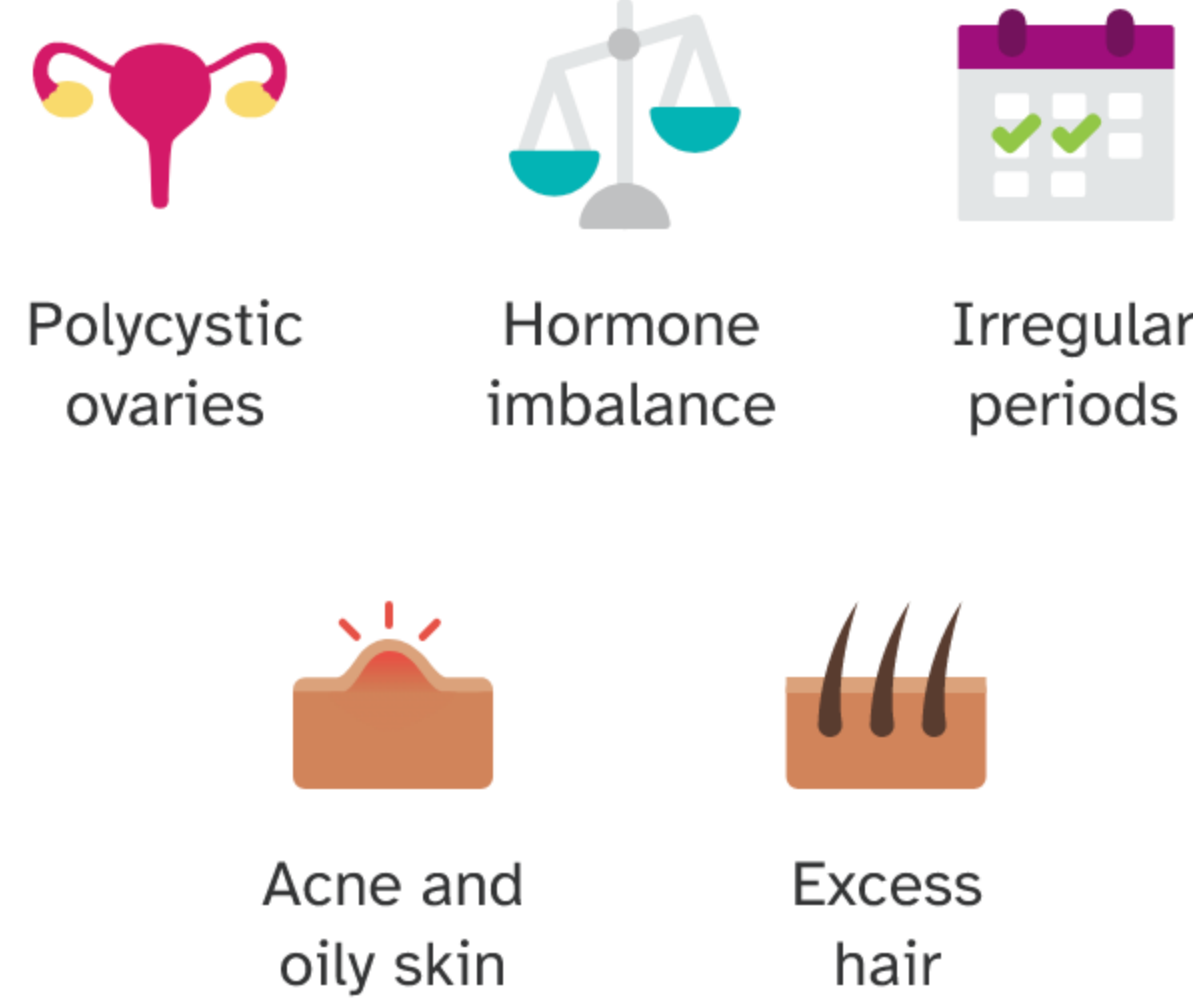 Polycystic
ovaries
Hormone
imbalance
Irregular
periods
Acne and
oily skin
Excess
hair